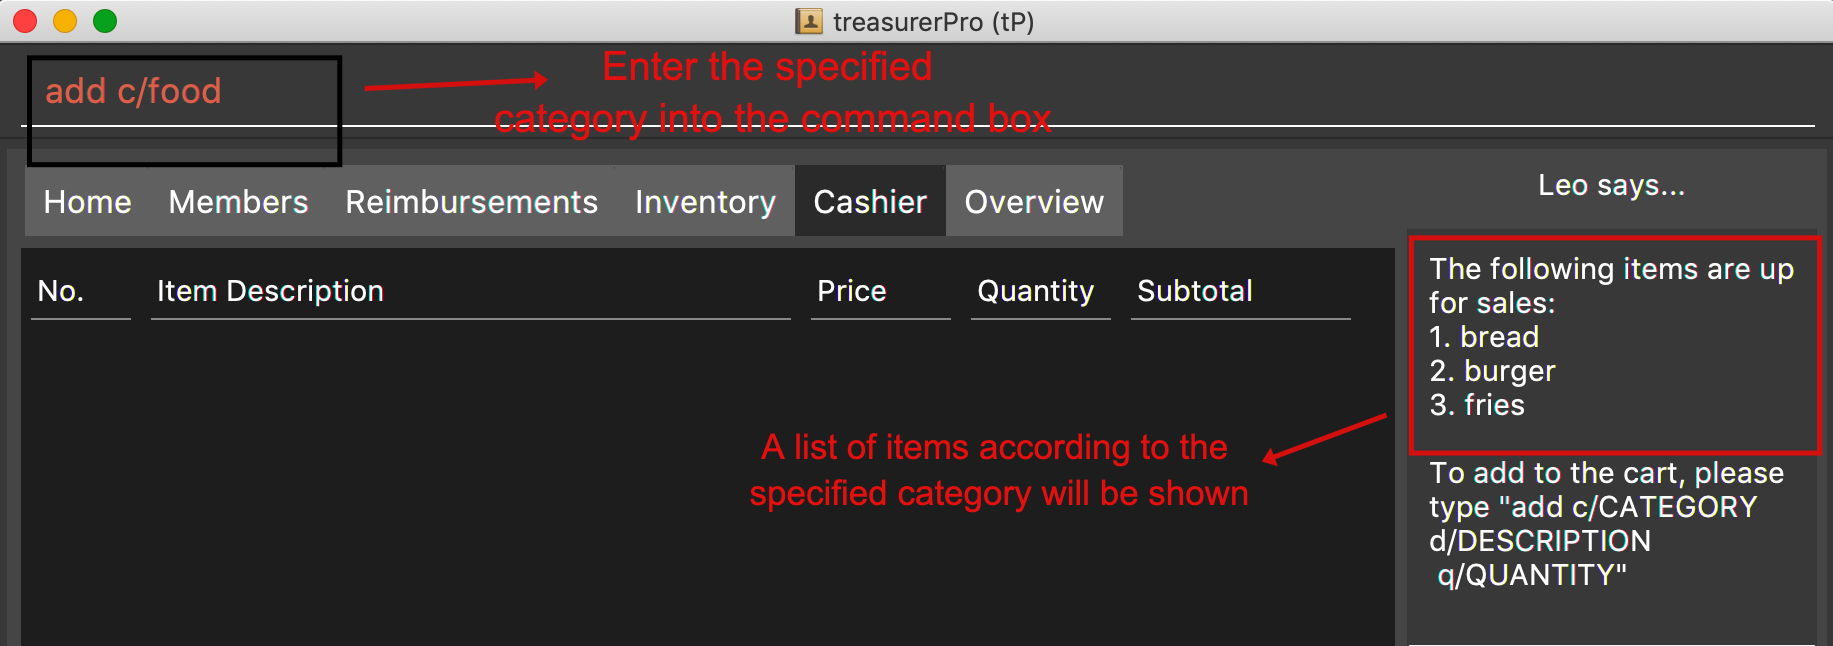 treasurerPro (tP)
add c/food
Enter the specified
category into the command box
Home Members Reimbursements Inventory Cashier Overview
Leo says...
No. Item Description Price Quantity Subtotal
The following items are up
for sales:
1. bread
2. burger
3. fries
A list of items according to the
specified category will be shown
To add to the cart, please
type "add c/CATEGORY
d/DESCRIPTION
q/QUANTITY"